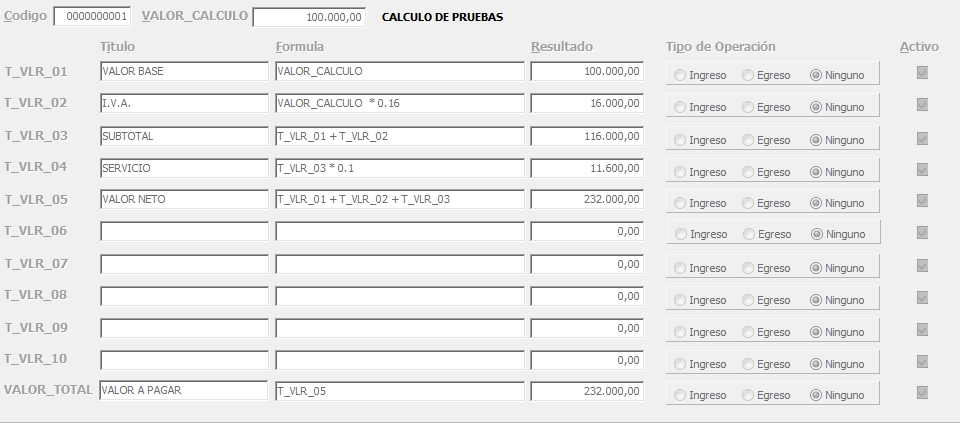 Codigo 0000000001 VALOR_CALCULO 100.000,00 CALCULO DE PRUEBAS
Titulo Formula Resultado Tipo de Operación Activo
T_VLR_01 VALOR BASE VALOR_CALCULO 100.000,00 Ingreso Egreso Ninguno
T_VLR_02 I.V.A. VALOR_CALCULO * 0.16 16.000,00 Ingreso Egreso Ninguno
T_VLR_03 SUBTOTAL T_VLR_01 + T_VLR_02 116.000,00 Ingreso Egreso Ninguno
T_VLR_04 SERVICIO T_VLR_03 * 0.1 11.600,00 Ingreso Egreso Ninguno
T_VLR_05 VALOR NETO T_VLR_01 + T_VLR_02 + T_VLR_03 232.000,00 Ingreso Egreso Ninguno
T_VLR_06 0,00 Ingreso Egreso Ninguno
T_VLR_07 0,00 Ingreso Egreso Ninguno
T_VLR_08 0,00 Ingreso Egreso Ninguno
T_VLR_09 0,00 Ingreso Egreso Ninguno
T_VLR_10 0,00 Ingreso Egreso Ninguno
VALOR_TOTAL VALOR A PAGAR T_VLR_05 232.000,00 Ingreso Egreso Ninguno